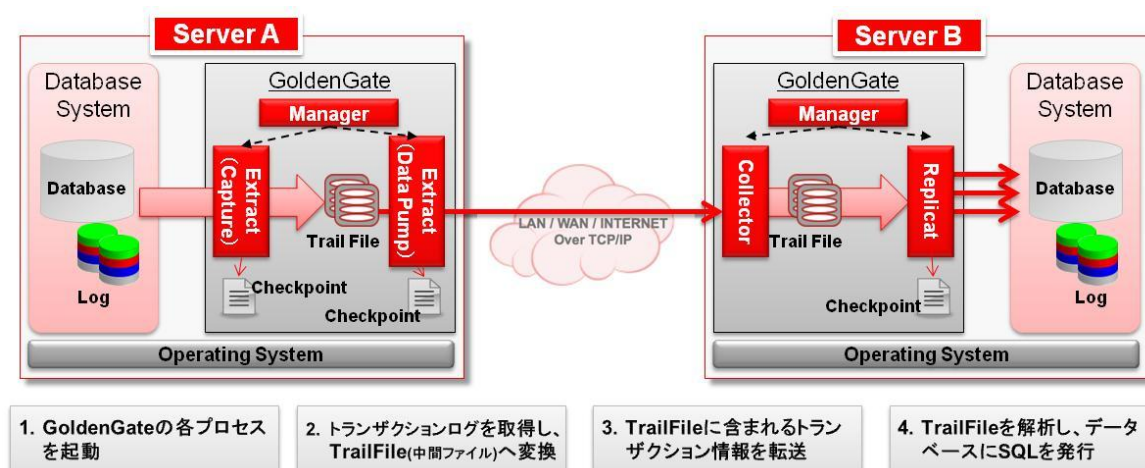 Server A
Database
System
Database
Log
GoldenGate
Manager
Extract
(Capture)
Trail File
Extract
(Data Pump)
Checkpoint
Checkpoint
Operating System
LAN / WAN / INTERNET
Over TCP/IP
Server B
GoldenGate
Manager
Collector
Trail File
Replicat
Checkpoint
Database
System
Database
Log
Operating System
1. GoldenGateの各プロセス
を起動
2. トランザクションログを取得し、
TrailFile(中間ファイル)へ変換
3. TrailFileに含まれるトラン
ザクション情報を転送
4. TrailFileを解析し、データ
ベースにSQLを発行